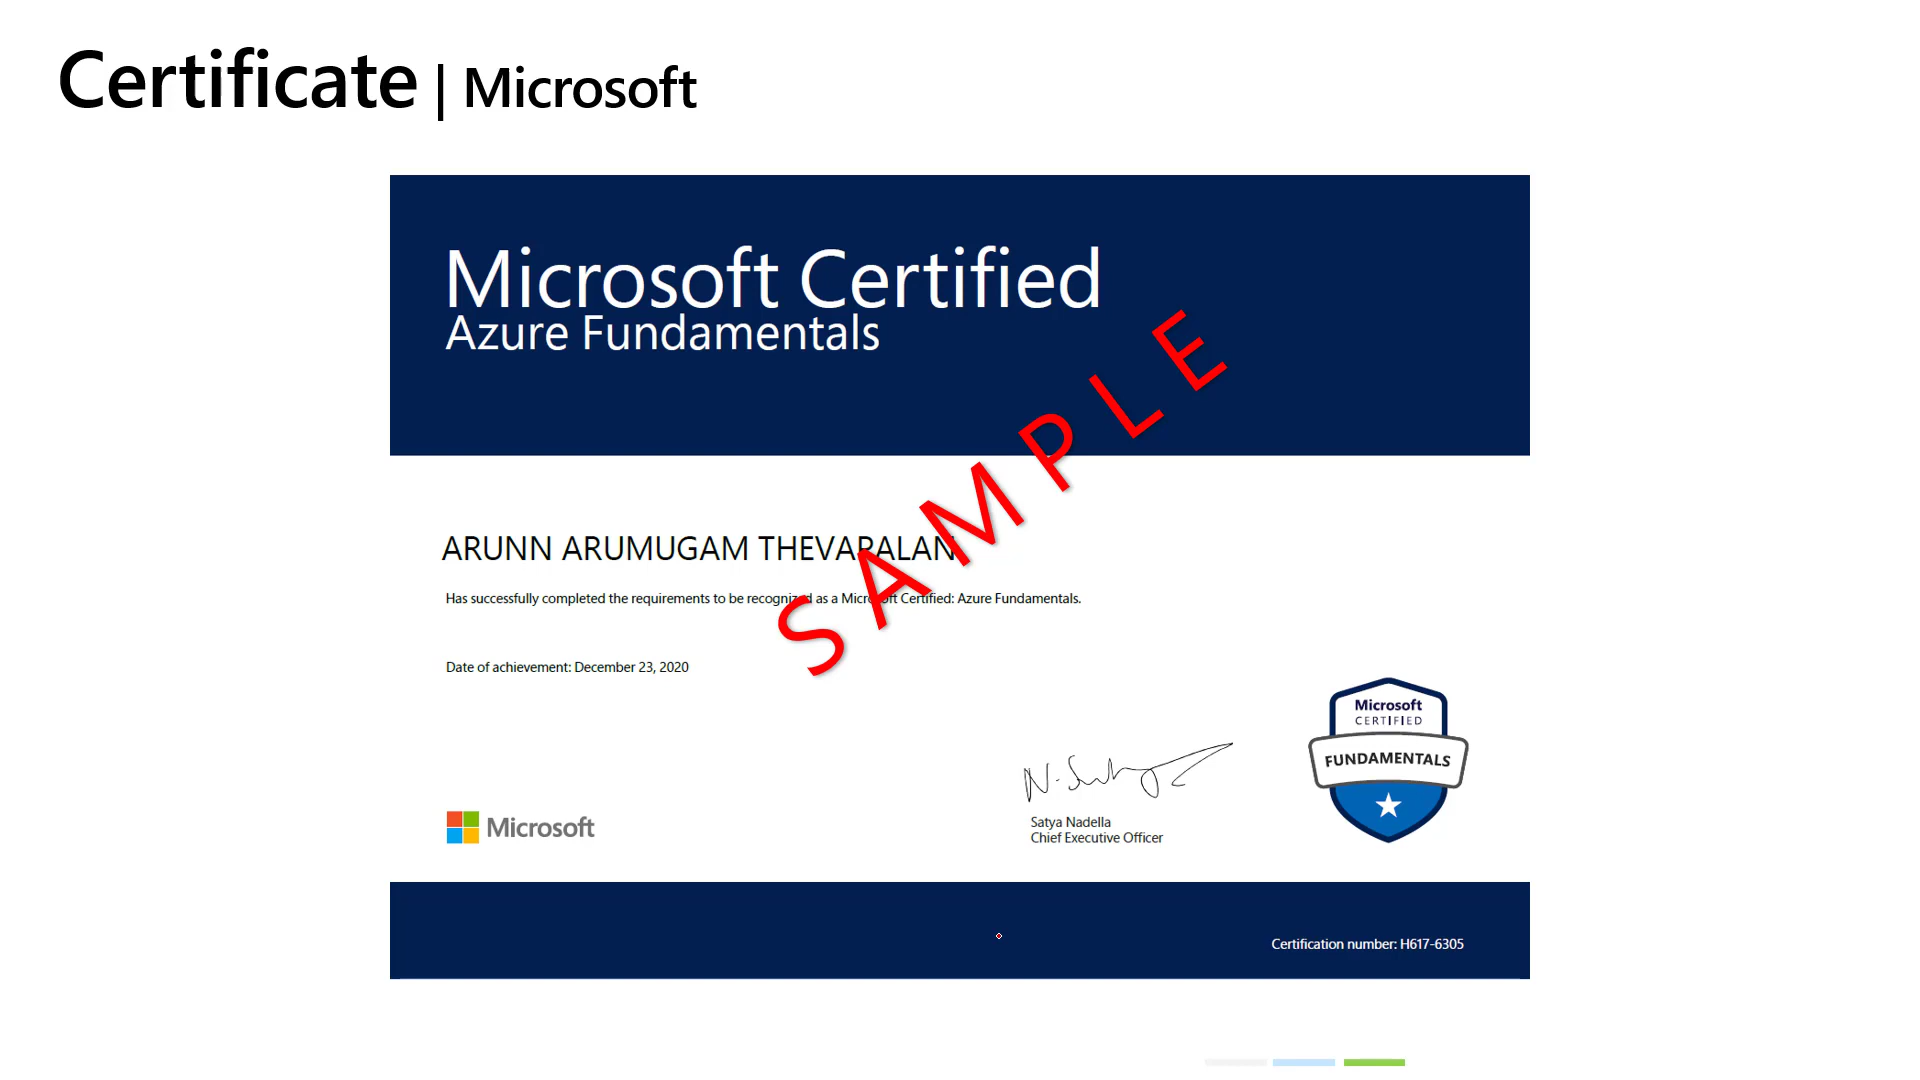 Certificate | Microsoft
Microsoft Certified
Azure Fundamentals
SAMPLE
ARUNN ARUMUGAM THEVARALAN
Has successfully completed the requirements to be recognized as a Microsoft Certified: Azure Fundamentals.
Date of achievement: December 23, 2020
Microsoft
CERTIFIED
FUNDAMENTALS
N. Satya
Satya Nadella
Chief Executive Officer
Microsoft
Certification number: H617-6305